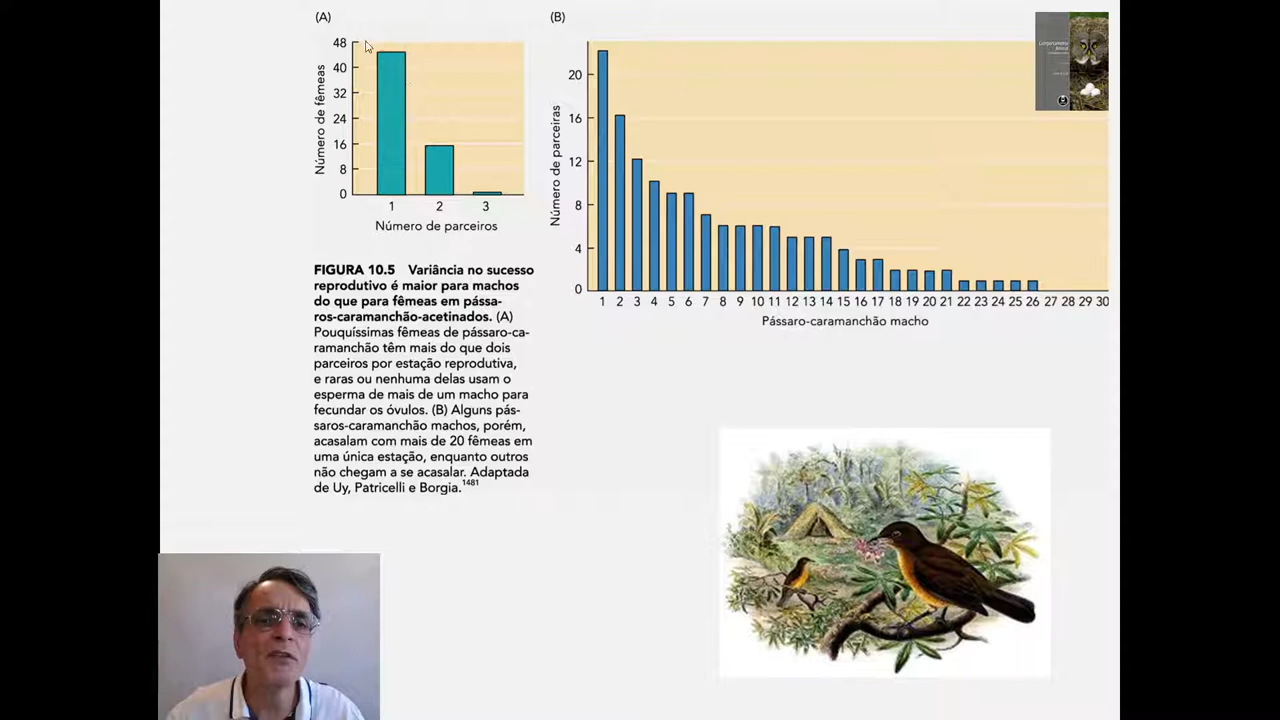 (A)
48
40
32
24
16
8
0
Número de fêmeas
1 2 3
Número de parceiros
(B)
20
16
12
8
4
0
Número de parceiras
1 2 3 4 5 6 7 8 9 10 11 12 13 14 15 16 17 18 19 20 21 22 23 24 25 26 27 28 29 30
Pássaro-caramanchão macho
FIGURA 10.5 Variância no sucesso
reprodutivo é maior para machos
do que para fêmeas em pássa-
ros-caramanchão-acetinados. (A)
Pouquíssimas fêmeas de pássaro-ca-
ramanchão têm mais do que dois
parceiros por estação reprodutiva,
e raras ou nenhuma delas usam o
esperma de mais de um macho para
fecundar os óvulos. (B) Alguns pás-
saros-caramanchão machos, porém,
acasalam com mais de 20 fêmeas em
uma única estação, enquanto outros
não chegam a se acasalar. Adaptada
de Uy, Patricelli e Borgia.1481